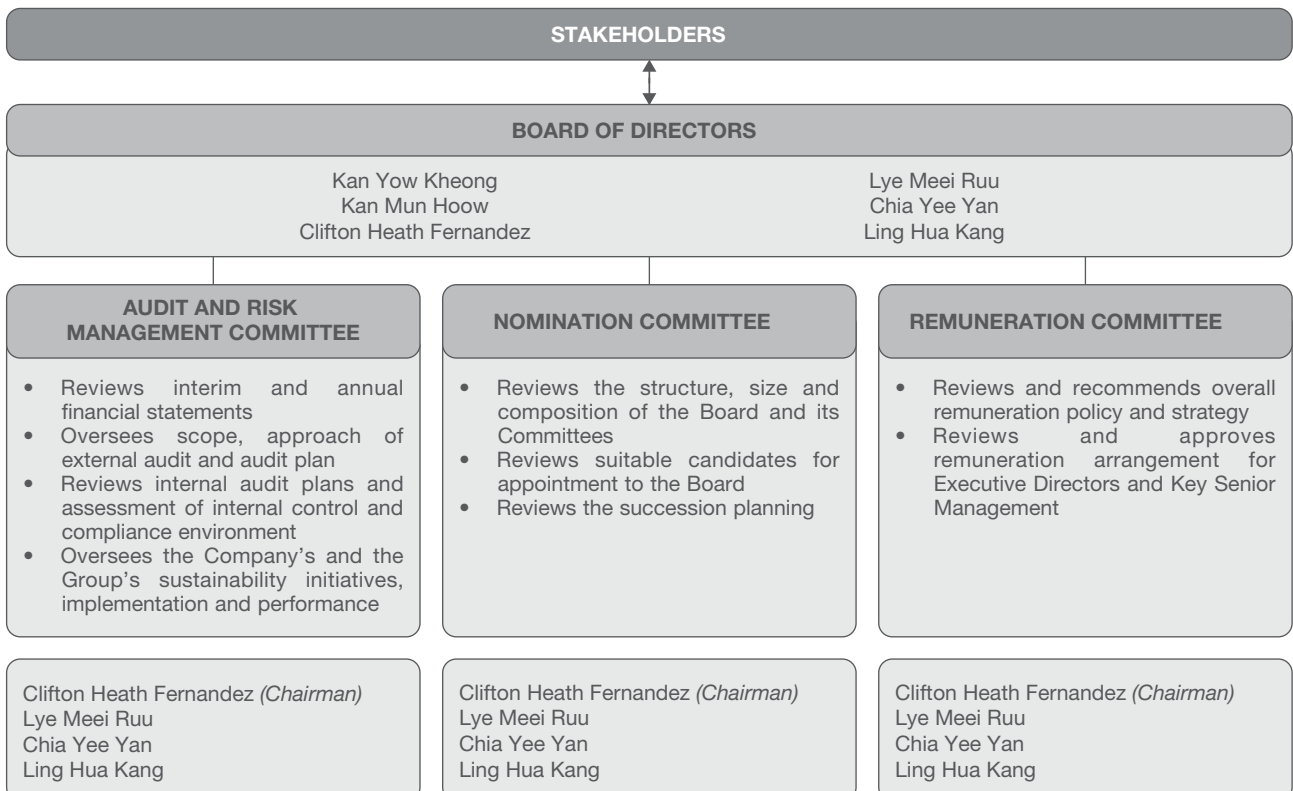 STAKEHOLDERS
BOARD OF DIRECTORS
Kan Yow Kheong
Kan Mun Hoow
Clifton Heath Fernandez
Lye Meei Ruu
Chia Yee Yan
Ling Hua Kang
AUDIT AND RISK
MANAGEMENT COMMITTEE
• Reviews interim and annual
financial statements
• Oversees scope, approach of
external audit and audit plan
• Reviews internal audit plans and
assessment of internal control and
compliance environment
• Oversees the Company’s and the
Group’s sustainability initiatives,
implementation and performance
Clifton Heath Fernandez (Chairman)
Lye Meei Ruu
Chia Yee Yan
Ling Hua Kang
NOMINATION COMMITTEE
• Reviews the structure, size and
composition of the Board and its
Committees
• Reviews suitable candidates for
appointment to the Board
• Reviews the succession planning
Clifton Heath Fernandez (Chairman)
Lye Meei Ruu
Chia Yee Yan
Ling Hua Kang
REMUNERATION COMMITTEE
• Reviews and recommends overall
remuneration policy and strategy
• Reviews and approves
remuneration arrangement for
Executive Directors and Key Senior
Management
Clifton Heath Fernandez (Chairman)
Lye Meei Ruu
Chia Yee Yan
Ling Hua Kang